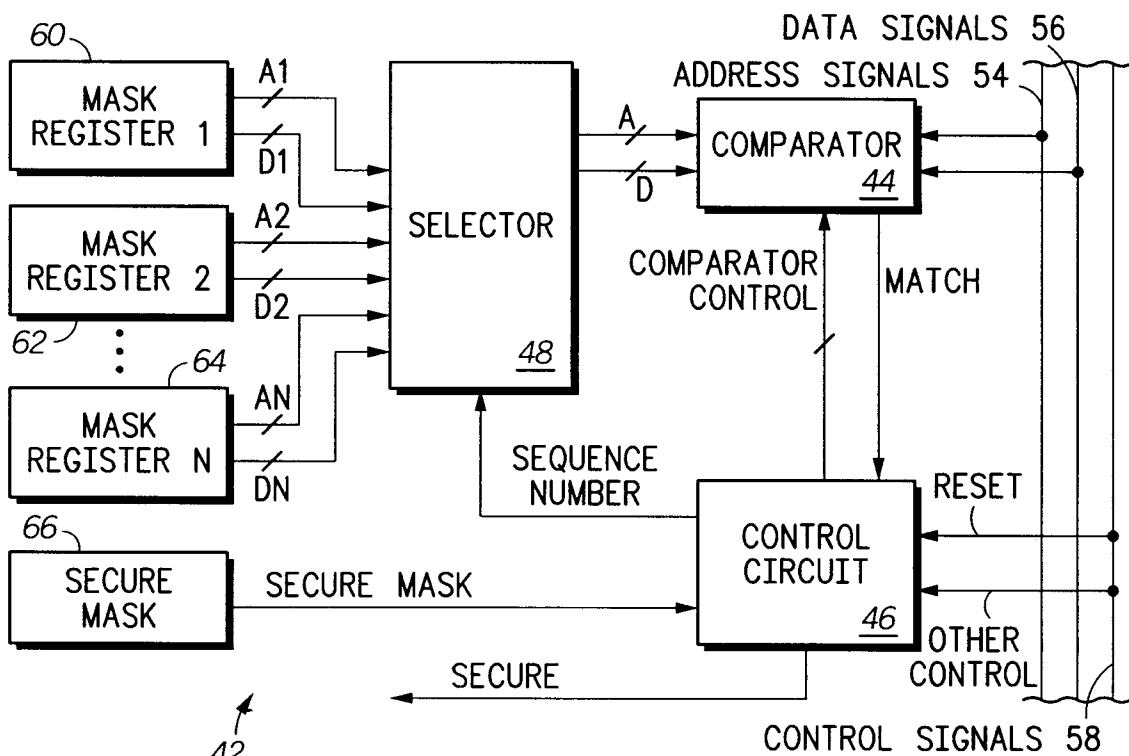 60
MASK
REGISTER 1
A1
D1
MASK
REGISTER 2
62
A2
D2
64
MASK
REGISTER N
AN
DN
66
SECURE
MASK
SECURE MASK
SELECTOR
48
SEQUENCE
NUMBER
DATA SIGNALS 56
ADDRESS SIGNALS 54
A
D
COMPARATOR
44
COMPARATOR
CONTROL
MATCH
CONTROL
CIRCUIT
46
RESET
OTHER
CONTROL
SECURE
42
CONTROL SIGNALS 58